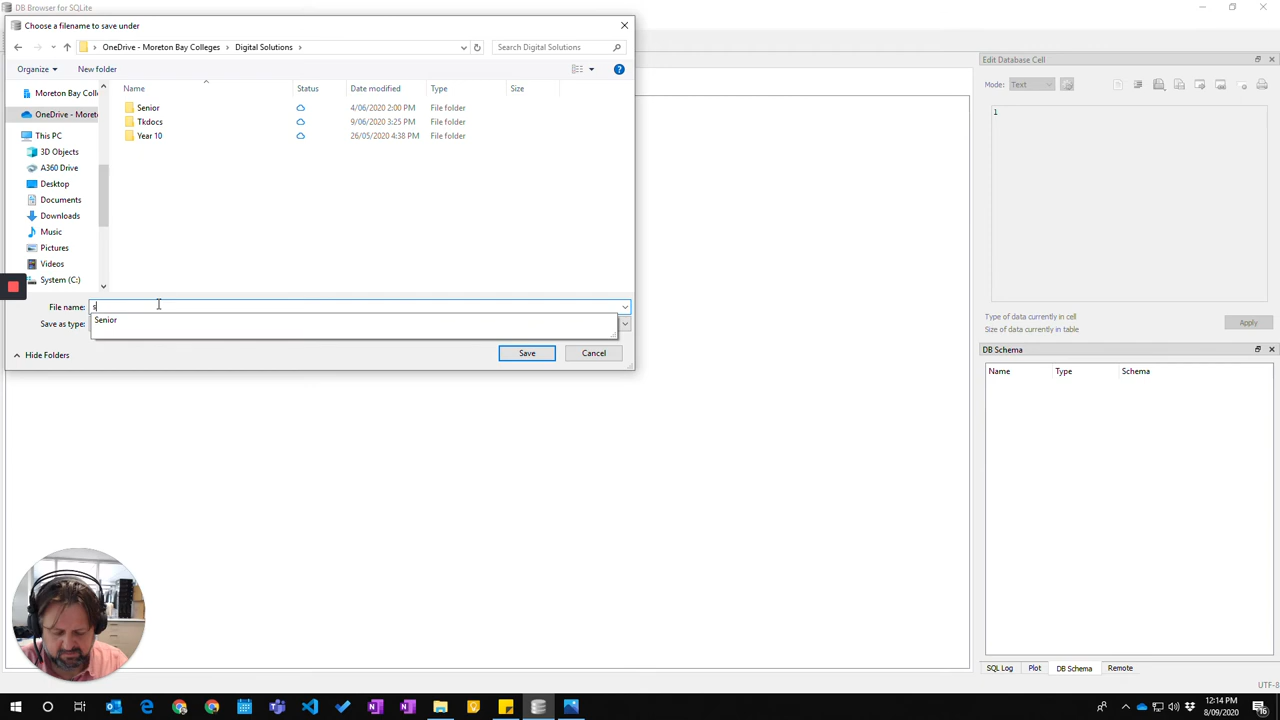 DB Browser for SQLite
Choose a filename to save under
OneDrive - Moreton Bay Colleges > Digital Solutions >
Search Digital Solutions
Organize
New folder
Name
Status
Date modified
Type
Size
Moreton Bay Coll
OneDrive - Moret
This PC
3D Objects
A360 Drive
Desktop
Documents
Downloads
Music
Pictures
Videos
System (C:)
Senior
4/06/2020 2:00 PM
File folder
Tkdocs
9/06/2020 3:25 PM
File folder
Year 10
26/05/2020 4:38 PM
File folder
File name:
s
Senior
Save as type:
Hide Folders
Save
Cancel
Edit Database Cell
Mode:
Text
1
Type of data currently in cell
Size of data currently in table
Apply
DB Schema
Name
Type
Schema
SQL Log
Plot
DB Schema
Remote
UTF-8
12:14 PM
8/09/2020
16